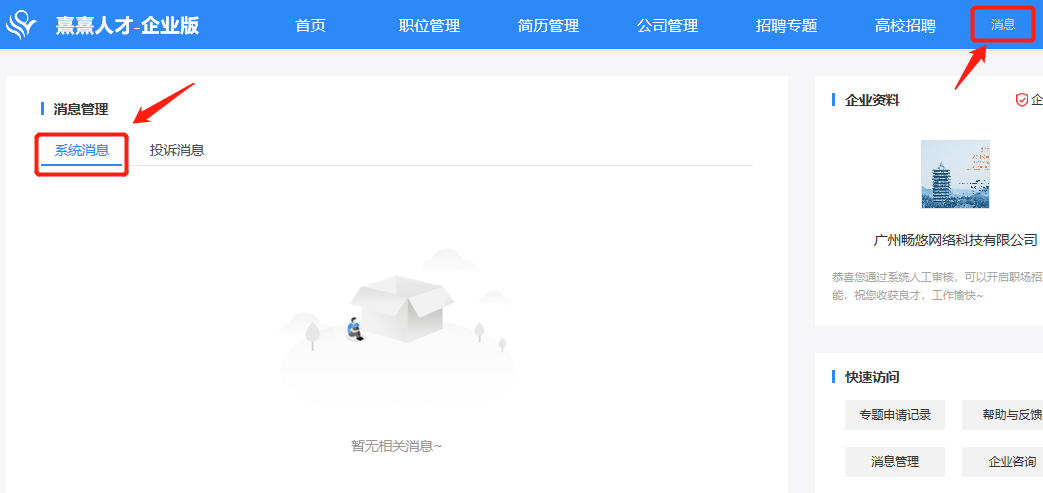 熹熹人才-企业版
首页
职位管理
简历管理
公司管理
招聘专题
高校招聘
消息
消息管理
系统消息
投诉消息
暂无相关消息~
企业资料
企
广州畅悠网络科技有限公司
恭喜您通过系统人工审核，可以开启职场招
能，祝您收获良才，工作愉快~
快速访问
专题申请记录
帮助与反馈
消息管理
企业咨询